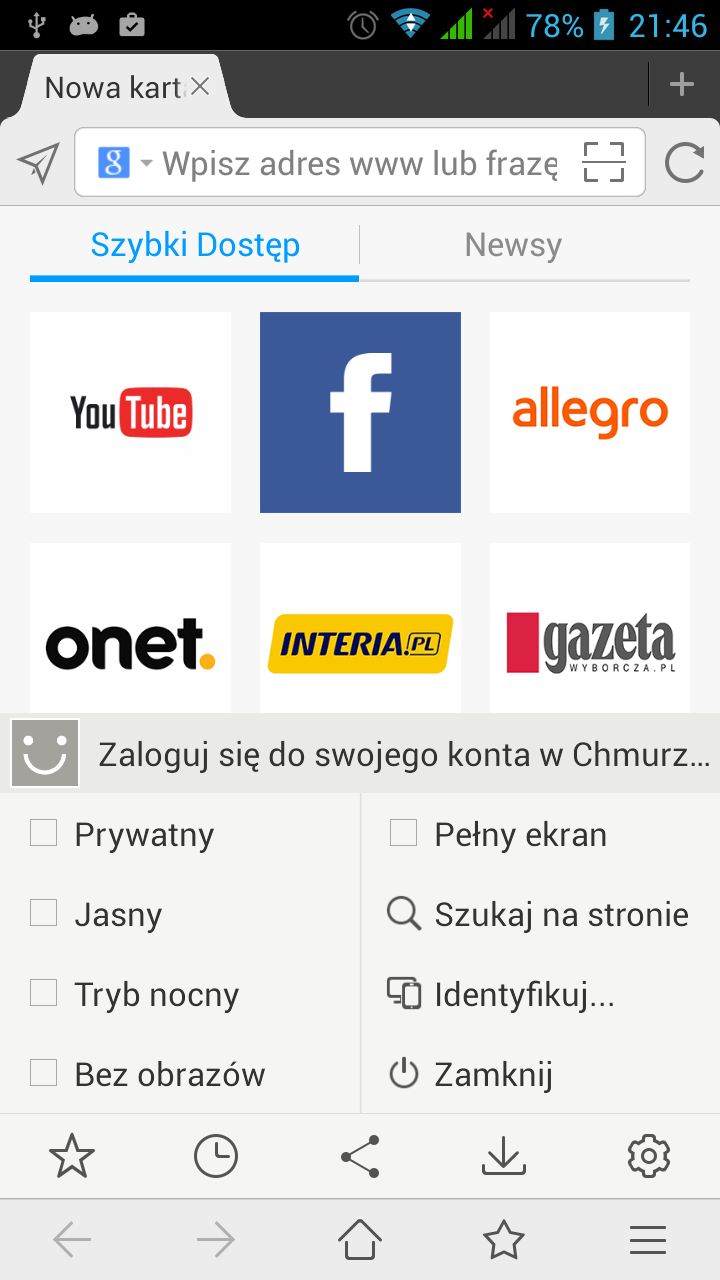 78% 21:46
Nowa kart
g Wpisz adres www lub frazę
Szybki Dostęp Newsy
YouTube f allegro
onet. INTERIA.PL gazeta
WYBORCZA.PL
Zaloguj się do swojego konta w Chmurz...
Prywatny Pełny ekran
Jasny Szukaj na stronie
Tryb nocny Identyfikuj...
Bez obrazów Zamknij